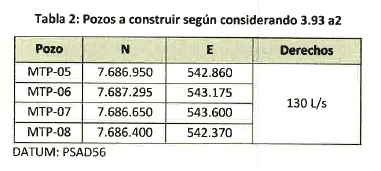 Tabla 2: Pozos a construir según considerando 3.93 a2
Pozo N E Derechos
MTP-05 7.686.950 542.860
MTP-06 7.687.295 543.175
130 L/s
MTP-07 7.686.650 543.600
MTP-08 7.686.400 542.370
DATUM: PSAD56